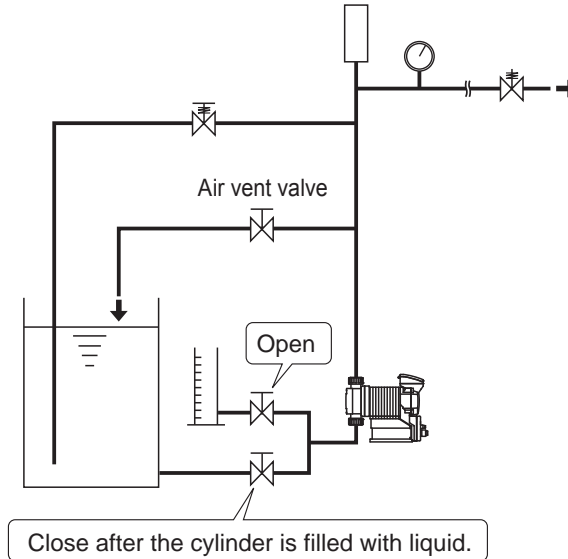 Air vent valve
Open
Close after the cylinder is filled with liquid.